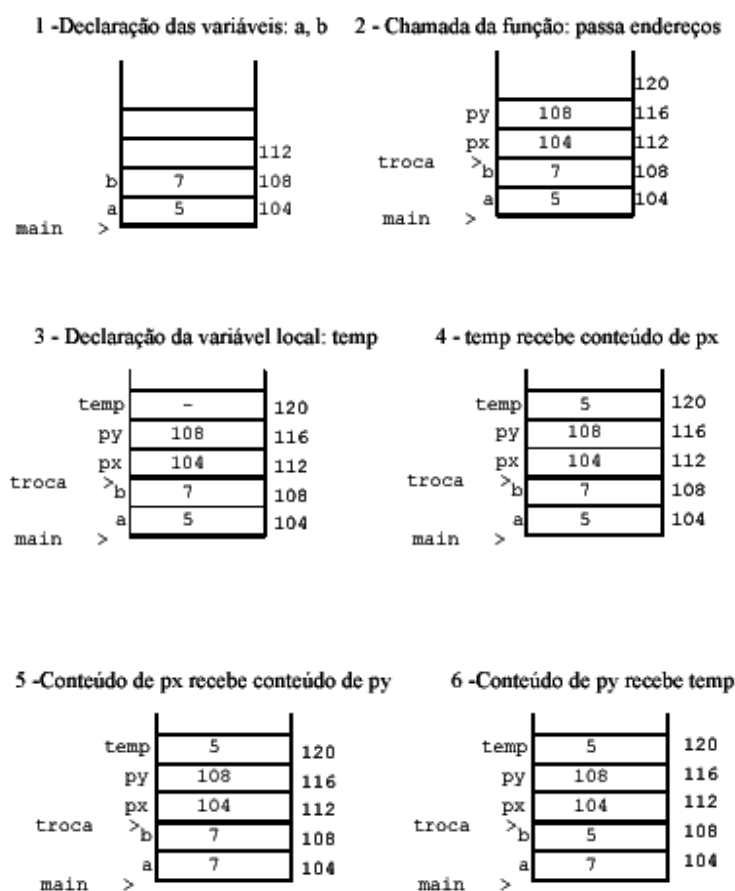 1 -Declaração das variáveis: a, b
112
b 7 108
a 5 104
main >
2 - Chamada da função: passa endereços
120
py 108 116
px 104 112
troca >
b 7 108
a 5 104
main >
3 - Declaração da variável local: temp
temp - 120
py 108 116
px 104 112
troca >
b 7 108
a 5 104
main >
4 - temp recebe conteúdo de px
temp 5 120
py 108 116
px 104 112
troca >
b 7 108
a 5 104
main >
5 -Conteúdo de px recebe conteúdo de py
temp 5 120
py 108 116
px 104 112
troca >
b 7 108
a 7 104
main >
6 -Conteúdo de py recebe temp
temp 5 120
py 108 116
px 104 112
troca >
b 5 108
a 7 104
main >